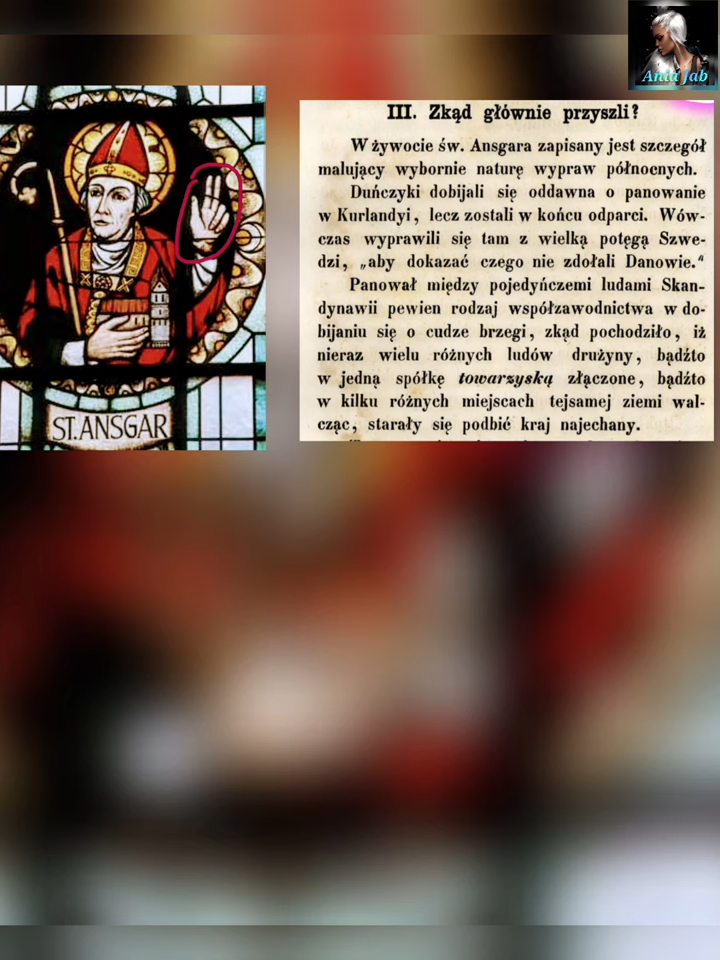 Ania Jab
ST. ANSGAR
III. Zkąd głównie przyszli?
W żywocie św. Ansgara zapisany jest szczegół
malujący wybornie naturę wypraw północnych.
Duńczyki dobijali się oddawna o panowanie
w Kurlandyi, lecz zostali w końcu odparci. Wów-
czas wyprawili się tam z wielką potęgą Szwe-
dzi, „aby dokazać czego nie zdołali Danowie."
Panował między pojedyńczemi ludami Skan-
dynawii pewien rodzaj współzawodnictwa w do-
bijaniu się o cudze brzegi, zkąd pochodziło, iż
nieraz wielu różnych ludów drużyny, bądźto
w jedną spółkę towarzyską złączone, bądźto
w kilku różnych miejscach tejsamej ziemi wal-
cząc, starały się podbić kraj najechany.